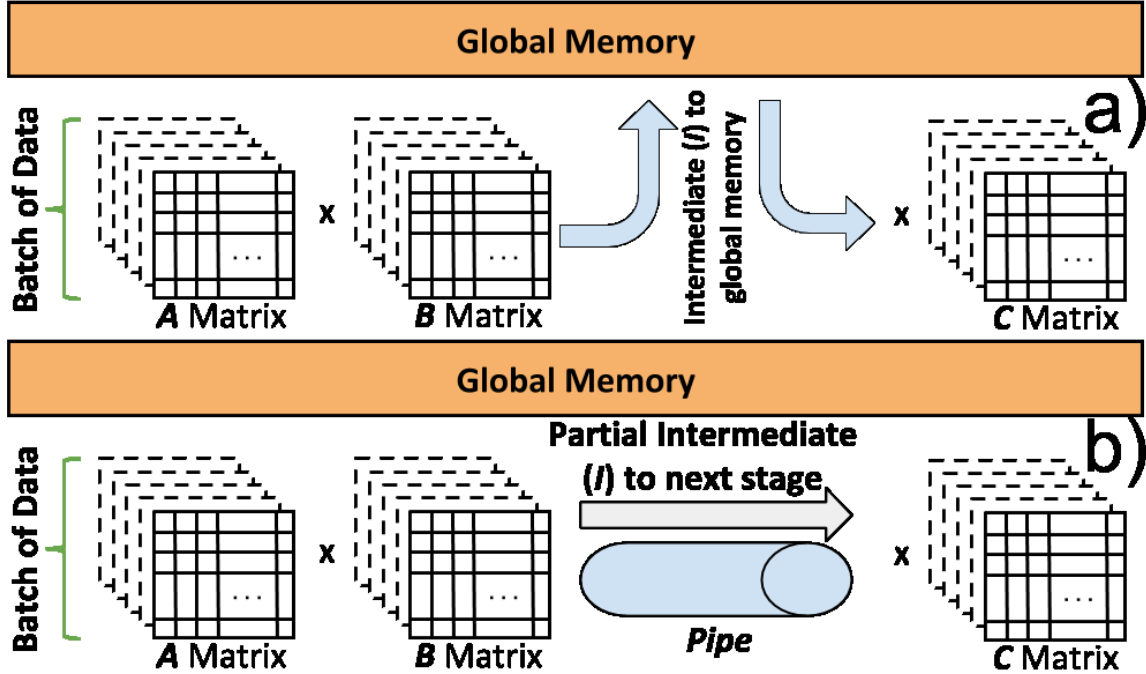 Global Memory
a)
Batch of Data
x
Intermediate (I) to
global memory
x
...
...
...
A Matrix
B Matrix
C Matrix
Global Memory
b)
Partial Intermediate
(I) to next stage
Batch of Data
x
x
...
...
...
Pipe
A Matrix
B Matrix
C Matrix